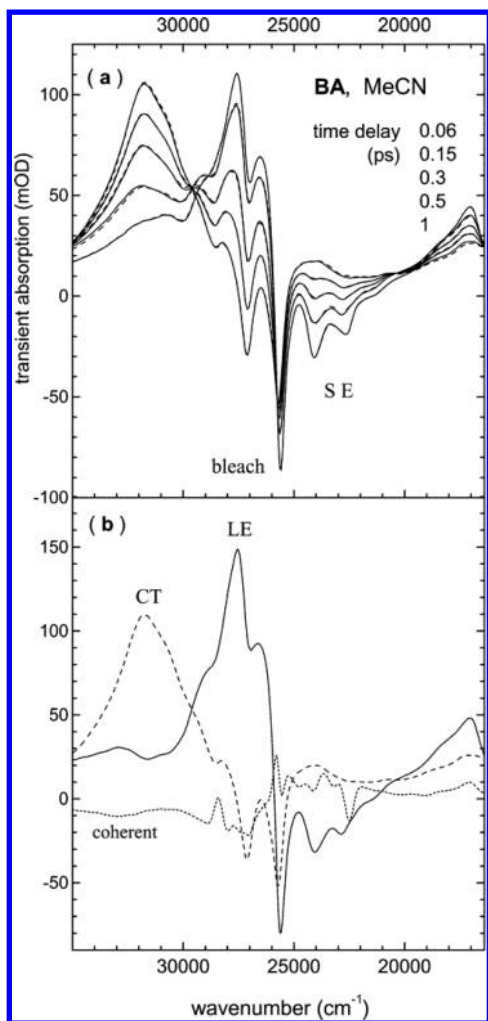 30000 25000 20000
(a)
BA, MeCN
time delay 0.06
(ps) 0.15
0.3
0.5
1
100
50
0
-50
-100
transient absorption (mOD)
S E
bleach
(b)
LE
CT
150
100
50
0
-50
coherent
30000 25000 20000
wavenumber (cm⁻¹)